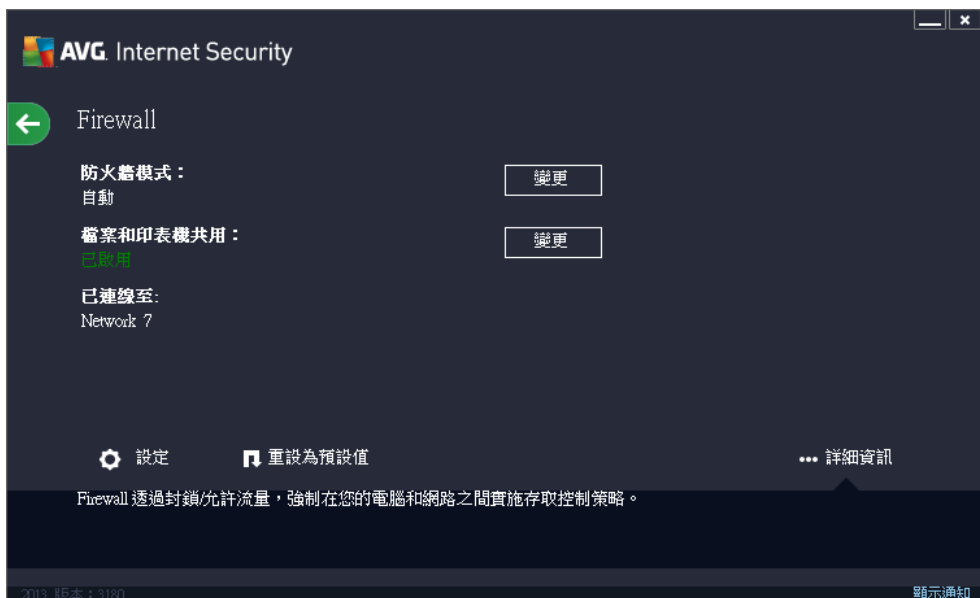 AVG. Internet Security
Firewall
防火牆模式：
自動
變更
檔案和印表機共用：
已啟用
變更
已連線至:
Network 7
設定
重設為預設值
詳細資訊
Firewall 透過封鎖/允許流量，強制在您的電腦和網路之間實施存取控制策略。
2013 版本：3180
顯示通知